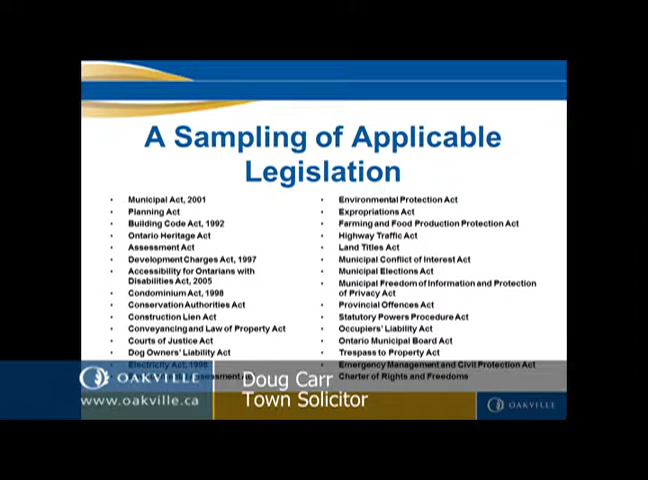 A Sampling of Applicable
Legislation
Municipal Act, 2001
Planning Act
Building Code Act, 1992
Ontario Heritage Act
Assessment Act
Development Charges Act, 1997
Accessibility for Ontarians with
Disabilities Act, 2005
Condominium Act, 1998
Conservation Authorities Act
Construction Lien Act
Conveyancing and Law of Property Act
Courts of Justice Act
Dog Owners' Liability Act
Electricity Act, 1998
Environmental Protection Act
Expropriations Act
Farming and Food Production Protection Act
Highway Traffic Act
Land Titles Act
Municipal Conflict of Interest Act
Municipal Elections Act
Municipal Freedom of Information and Protection
of Privacy Act
Provincial Offences Act
Statutory Powers Procedure Act
Occupiers' Liability Act
Ontario Municipal Board Act
Trespass to Property Act
Emergency Management and Civil Protection Act
Charter of Rights and Freedoms
OAKVILLE
www.oakville.ca
Doug Carr
Town Solicitor
OAKVILLE